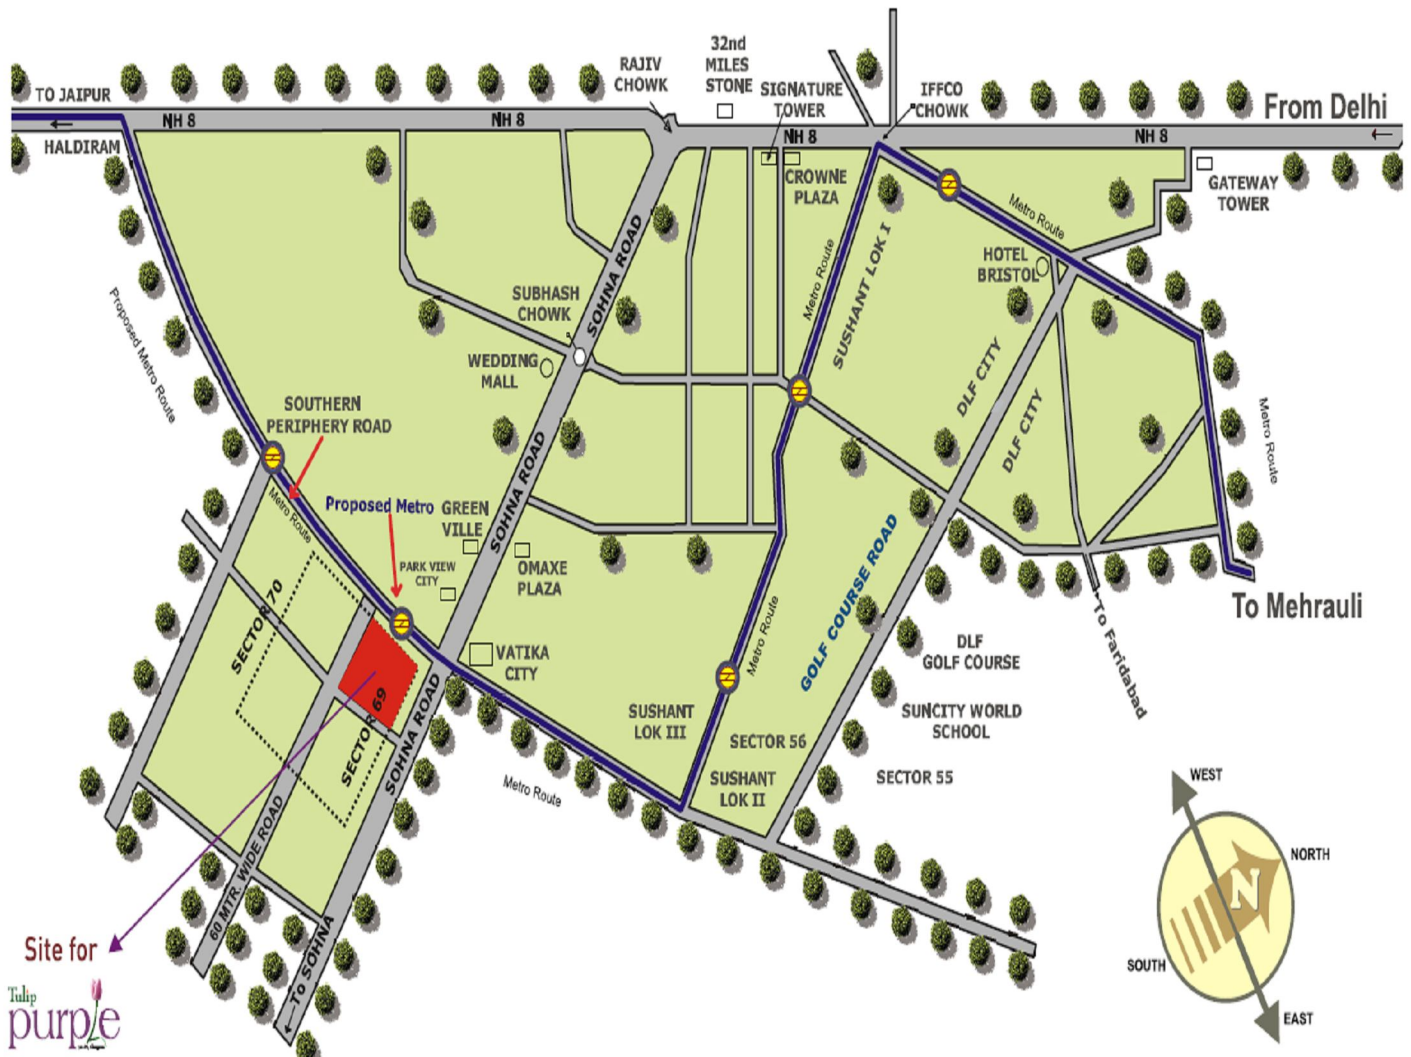 32nd
MILES
STONE
RAJIV
CHOWK
SIGNATURE
TOWER
IFFCO
CHOWK
From Delhi
TO JAIPUR
NH 8
NH 8
NH 8
NH 8
HALDIRAM
CROWNE
PLAZA
GATEWAY
TOWER
Metro Route
SOHNA ROAD
Metro Route
SUSHANT LOK I
HOTEL
BRISTOL
Proposed Metro Route
SUBHASH
CHOWK
WEDDING
MALL
DLF CITY
DLF CITY
Metro Route
SOUTHERN
PERIPHERY ROAD
SOHNA ROAD
Metro Route
Proposed Metro
GREEN
VILLE
PARK VIEW
CITY
OMAXE
PLAZA
GOLF COURSE ROAD
SECTOR 70
Metro Route
To Mehrauli
To Faridabad
VATIKA
CITY
DLF
GOLF COURSE
SECTOR 69
SOHNA ROAD
SUSHANT
LOK III
SECTOR 56
SUNCITY WORLD
SCHOOL
SUSHANT
LOK II
SECTOR 55
Metro Route
60 MTR. WIDE ROAD
To SOHNA
WEST
NORTH
N
SOUTH
EAST
Site for
Tulip
purple